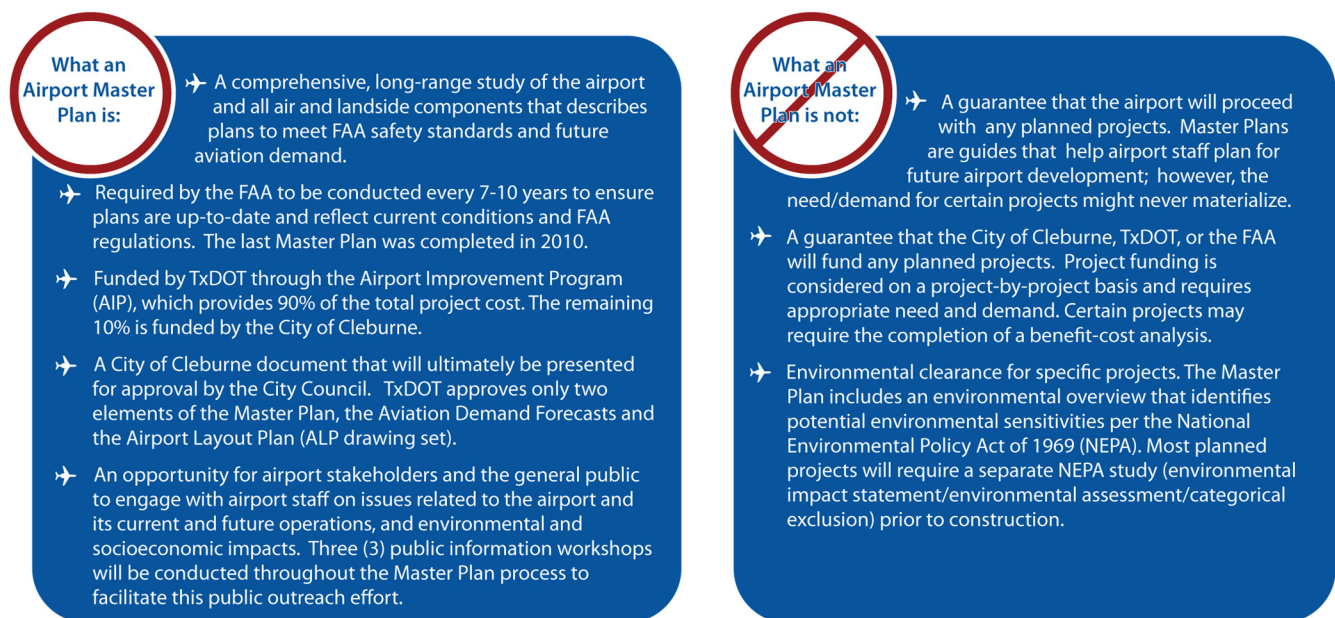 What an
Airport Master
Plan is:
A comprehensive, long-range study of the airport
and all air and landside components that describes
plans to meet FAA safety standards and future
aviation demand.
Required by the FAA to be conducted every 7-10 years to ensure
plans are up-to-date and reflect current conditions and FAA
regulations. The last Master Plan was completed in 2010.
Funded by TxDOT through the Airport Improvement Program
(AIP), which provides 90% of the total project cost. The remaining
10% is funded by the City of Cleburne.
A City of Cleburne document that will ultimately be presented
for approval by the City Council. TxDOT approves only two
elements of the Master Plan, the Aviation Demand Forecasts and
the Airport Layout Plan (ALP drawing set).
An opportunity for airport stakeholders and the general public
to engage with airport staff on issues related to the airport and
its current and future operations, and environmental and
socioeconomic impacts. Three (3) public information workshops
will be conducted throughout the Master Plan process to
facilitate this public outreach effort.
What an
Airport Master
Plan is not:
A guarantee that the airport will proceed
with any planned projects. Master Plans
are guides that help airport staff plan for
future airport development; however, the
need/demand for certain projects might never materialize.
A guarantee that the City of Cleburne, TxDOT, or the FAA
will fund any planned projects. Project funding is
considered on a project-by-project basis and requires
appropriate need and demand. Certain projects may
require the completion of a benefit-cost analysis.
Environmental clearance for specific projects. The Master
Plan includes an environmental overview that identifies
potential environmental sensitivities per the National
Environmental Policy Act of 1969 (NEPA). Most planned
projects will require a separate NEPA study (environmental
impact statement/environmental assessment/categorical
exclusion) prior to construction.